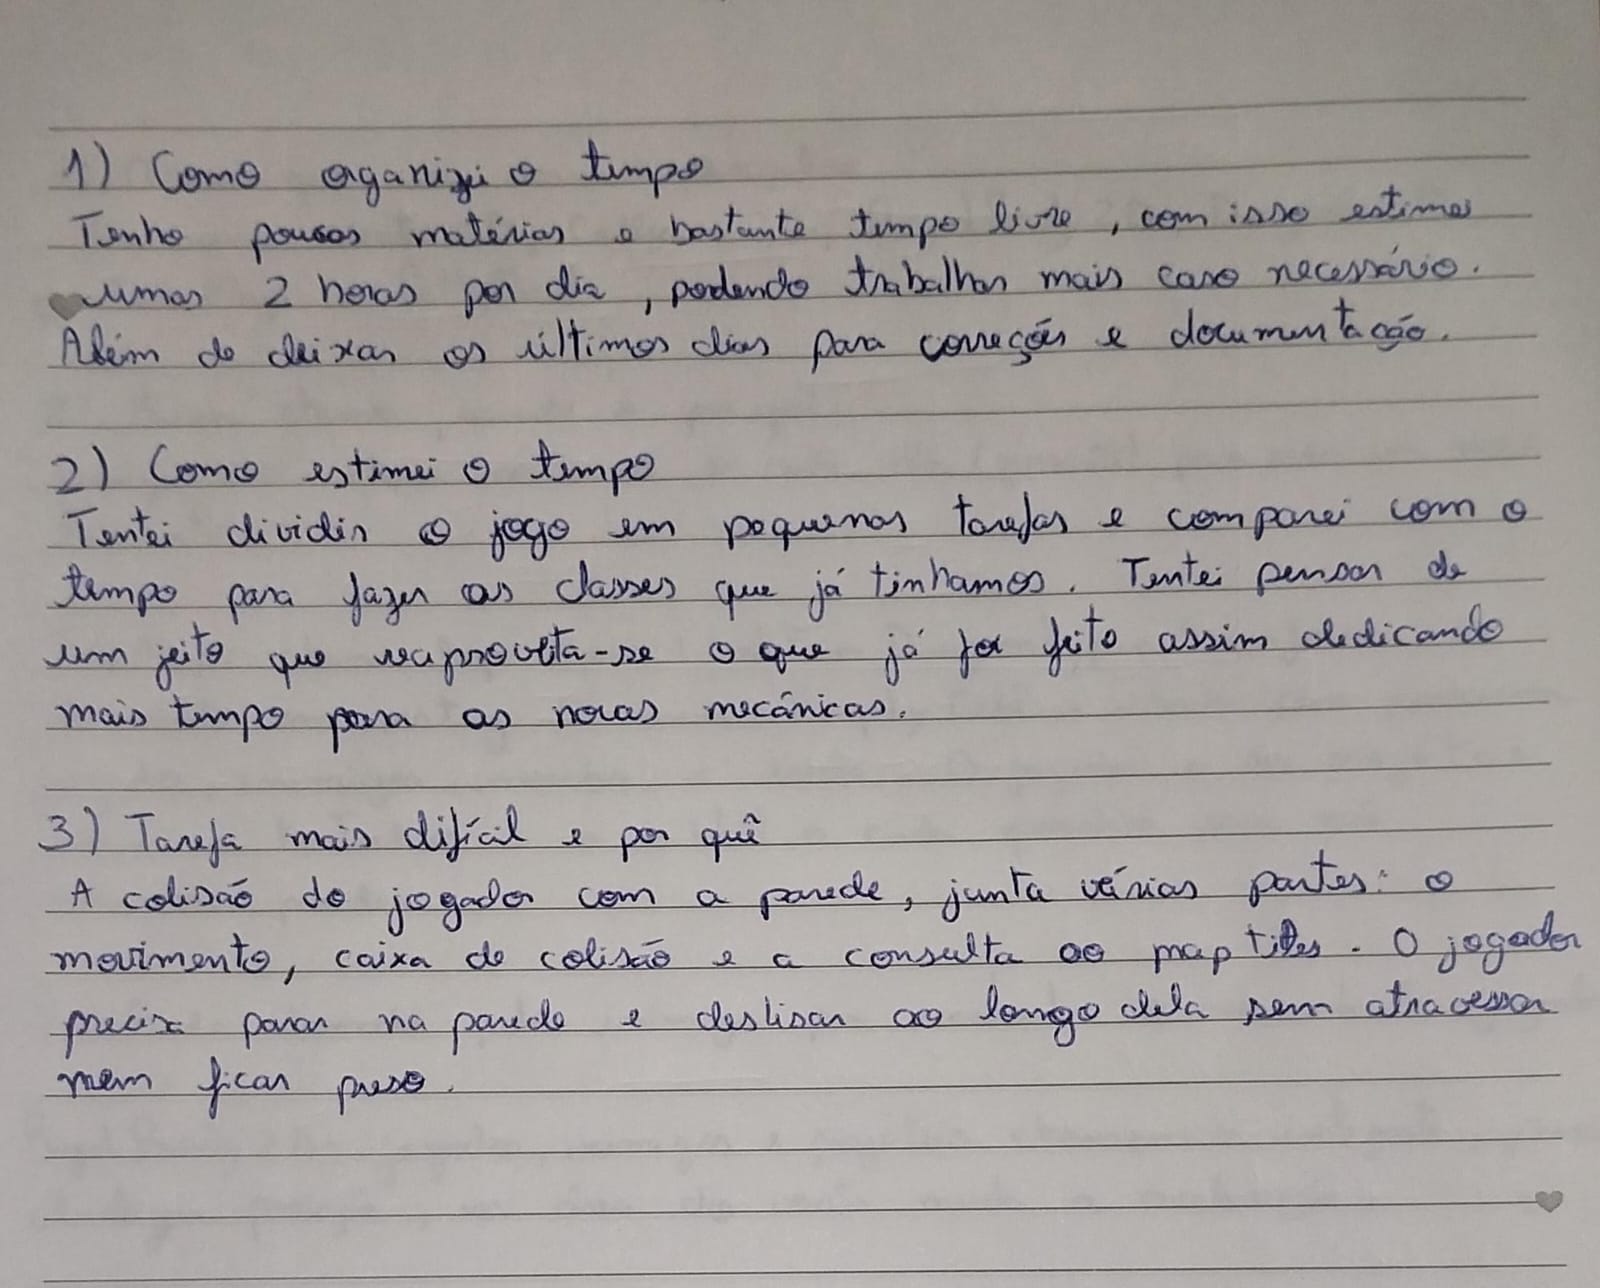 1) Como organizei o tempo
Tenho poucas matérias e bastante tempo livre, com isso estimei
umas 2 horas por dia, podendo trabalhar mais caso necessário.
Além de deixar os últimos dias para correções e documentação.
2) Como estimei o tempo
Tentei dividir o jogo em pequenas tarefas e comparei com o
tempo para fazer as classes que já tinhamos. Tentei pensar de
um jeito que reaproveita-se o que já foi feito assim dedicando
mais tempo para as novas mecânicas.
3) Tarefa mais difícil e por quê
A colisão do jogador com a parede, junta várias partes: o
movimento, caixa de colisão e a consulta ao map tiles. O jogador
precisa parar na parede e deslisar ao longo dela sem atravessar
nem ficar preso.